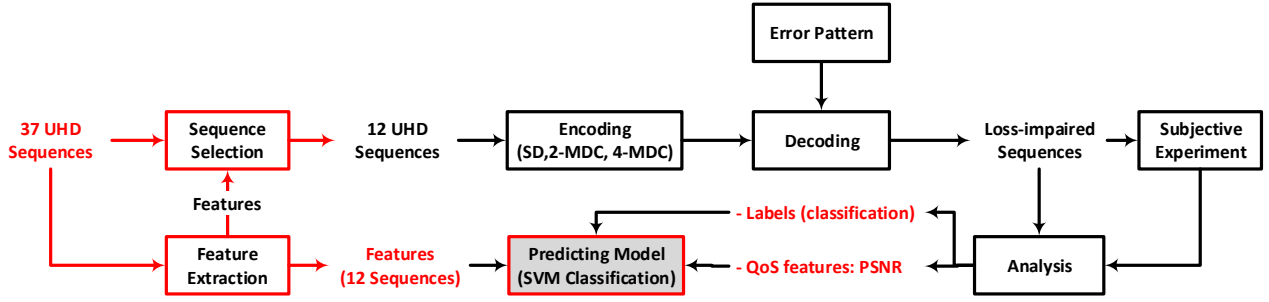 Error Pattern
37 UHD
Sequences
Sequence
Selection
12 UHD
Sequences
Encoding
(SD,2-MDC, 4-MDC)
Decoding
Loss-impaired
Sequences
Subjective
Experiment
Features
- Labels (classification)
Feature
Extraction
Features
(12 Sequences)
Predicting Model
(SVM Classification)
- QoS features: PSNR
Analysis